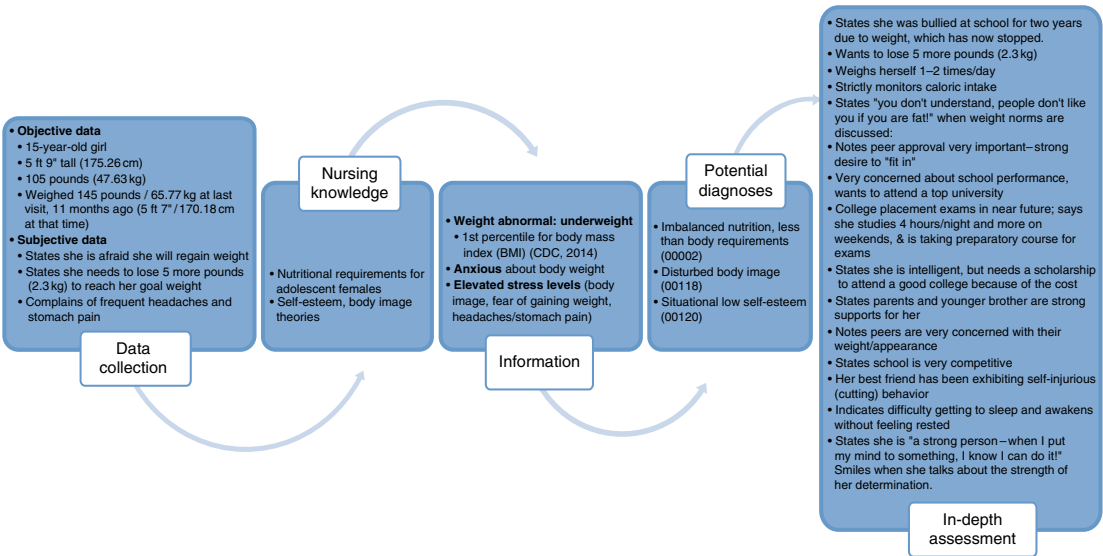 • Objective data
• 15-year-old girl
• 5 ft 9" tall (175.26 cm)
• 105 pounds (47.63 kg)
• Weighed 145 pounds / 65.77 kg at last
visit, 11 months ago (5 ft 7" / 170.18 cm
at that time)
• Subjective data
• States she is afraid she will regain weight
• States she needs to lose 5 more pounds
(2.3 kg) to reach her goal weight
• Complains of frequent headaches and
stomach pain
Data
collection
Nursing
knowledge
• Nutritional requirements for
adolescent females
• Self-esteem, body image
theories
• Weight abnormal: underweight
• 1st percentile for body mass
index (BMI) (CDC, 2014)
• Anxious about body weight
• Elevated stress levels (body
image, fear of gaining weight,
headaches/stomach pain)
Information
Potential
diagnoses
• Imbalanced nutrition, less
than body requirements
(00002)
• Disturbed body image
(00118)
• Situational low self-esteem
(00120)
• States she was bullied at school for two years
due to weight, which has now stopped.
• Wants to lose 5 more pounds (2.3 kg)
• Weighs herself 1–2 times/day
• Strictly monitors caloric intake
• States "you don't understand, people don't like
you if you are fat!" when weight norms are
discussed:
• Notes peer approval very important–strong
desire to "fit in"
• Very concerned about school performance,
wants to attend a top university
• College placement exams in near future; says
she studies 4 hours/night and more on
weekends, & is taking preparatory course for
exams
• States she is intelligent, but needs a scholarship
to attend a good college because of the cost
• States parents and younger brother are strong
supports for her
• Notes peers are very concerned with their
weight/appearance
• States school is very competitive
• Her best friend has been exhibiting self-injurious
(cutting) behavior
• Indicates difficulty getting to sleep and awakens
without feeling rested
• States she is "a strong person – when I put
my mind to something, I know I can do it!"
Smiles when she talks about the strength of
her determination.
In-depth
assessment